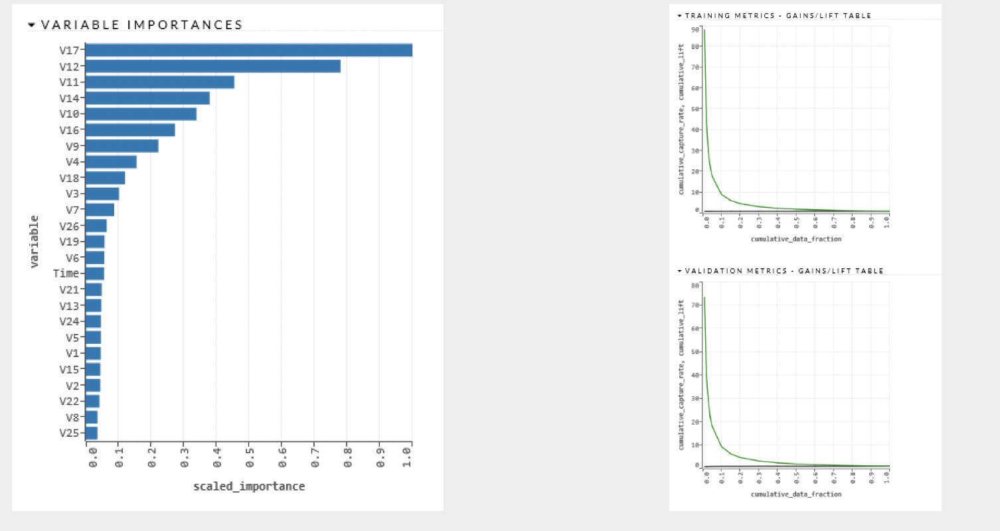 VARIABLE IMPORTANCES
V17
V12
V11
V14
V10
V16
V9
V4
V18
V3
V7
V26
V19
V6
Time
V21
V13
V24
V5
V1
V15
V2
V22
V8
V25
variable
0.0 0.1 0.2 0.3 0.4 0.5 0.6 0.7 0.8 0.9 1.0
scaled_importance
TRAINING METRICS - GAINS/LIFT TABLE
90
80
70
60
50
40
30
20
10
0
cumulative_capture_rate, cumulative_lift
0.0 0.1 0.2 0.3 0.4 0.5 0.6 0.7 0.8 0.9 1.0
cumulative_data_fraction
VALIDATION METRICS - GAINS/LIFT TABLE
80
70
60
50
40
30
20
10
0
cumulative_capture_rate, cumulative_lift
0.0 0.1 0.2 0.3 0.4 0.5 0.6 0.7 0.8 0.9 1.0
cumulative_data_fraction